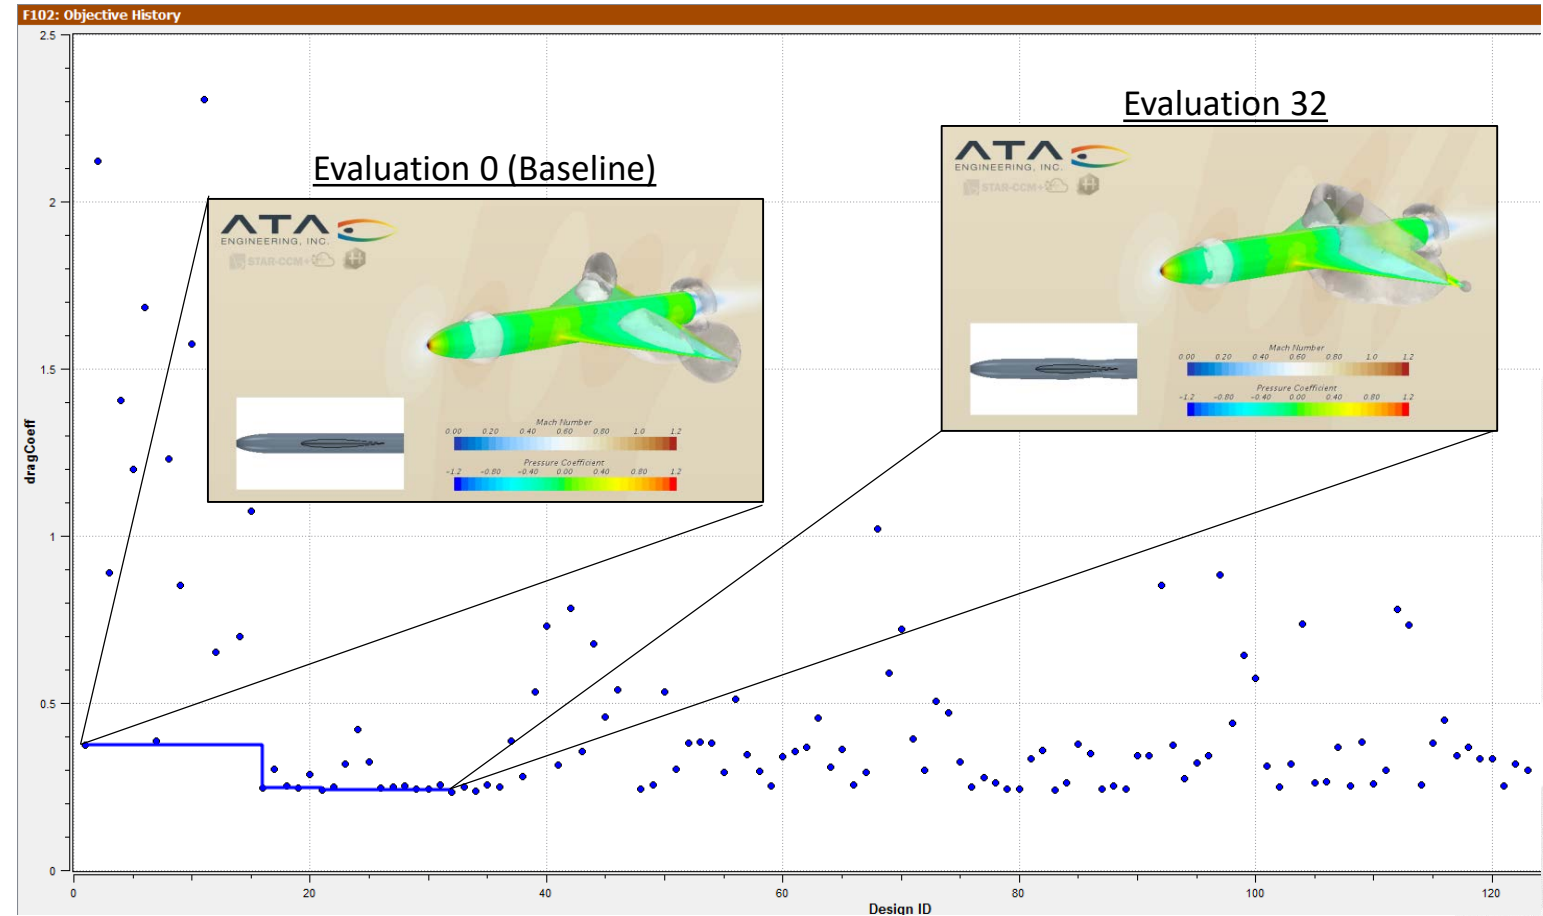 F102: Objective History
2.5
2
1.5
1
0.5
0
dragCoeff
0
20
40
60
80
100
120
Design ID
Evaluation 0 (Baseline)
ATA
ENGINEERING, INC.
STAR-CCM+
Mach Number
0.00 0.20 0.40 0.60 0.80 1.0 1.2
Pressure Coefficient
-1.2 -0.80 -0.40 0.00 0.40 0.80 1.2
Evaluation 32
ATA
ENGINEERING, INC.
STAR-CCM+
Mach Number
0.00 0.20 0.40 0.60 0.80 1.0 1.2
Pressure Coefficient
-1.2 -0.80 -0.40 0.00 0.40 0.80 1.2